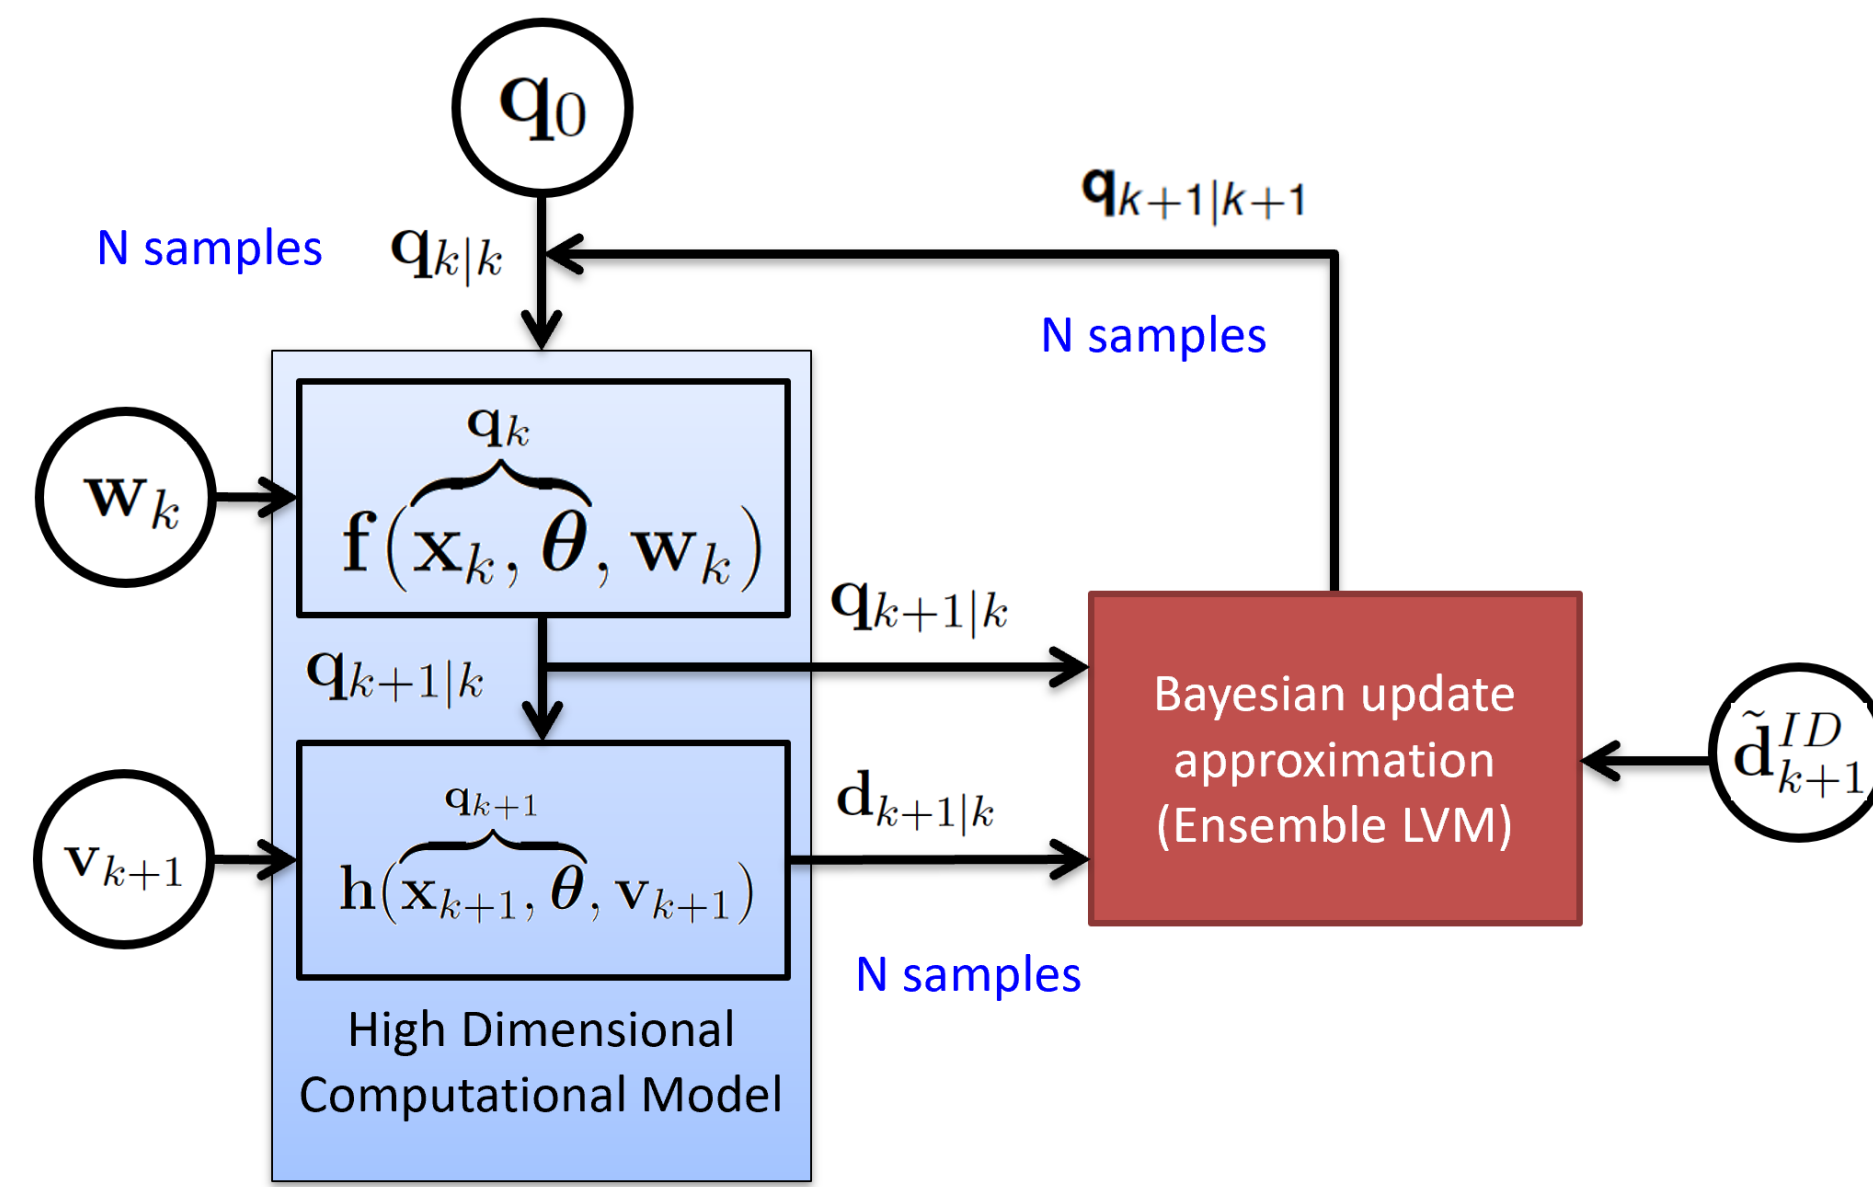 q₀
q_{k+1|k+1}
N samples
q_{k|k}
N samples
w_k
q_k
f(x_k, θ, w_k)
q_{k+1|k}
q_{k+1|k}
Bayesian update
approximation
(Ensemble LVM)
d̃_{k+1}^{ID}
v_{k+1}
q_{k+1}
h(x_{k+1}, θ, v_{k+1})
d_{k+1|k}
N samples
High Dimensional
Computational Model